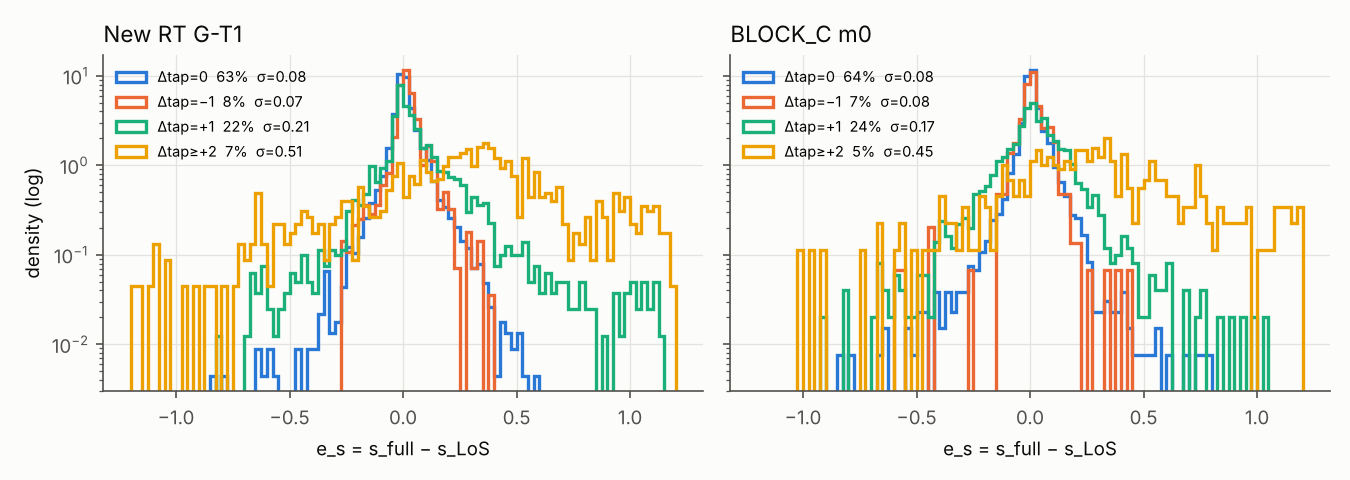 New RT G-T1
Δtap=0 63% σ=0.08
Δtap=−1 8% σ=0.07
Δtap=+1 22% σ=0.21
Δtap≥+2 7% σ=0.51
density (log)
10¹
10⁰
10⁻¹
10⁻²
−1.0 −0.5 0.0 0.5 1.0
e_s = s_full − s_LoS
BLOCK_C m0
Δtap=0 64% σ=0.08
Δtap=−1 7% σ=0.08
Δtap=+1 24% σ=0.17
Δtap≥+2 5% σ=0.45
−1.0 −0.5 0.0 0.5 1.0
e_s = s_full − s_LoS